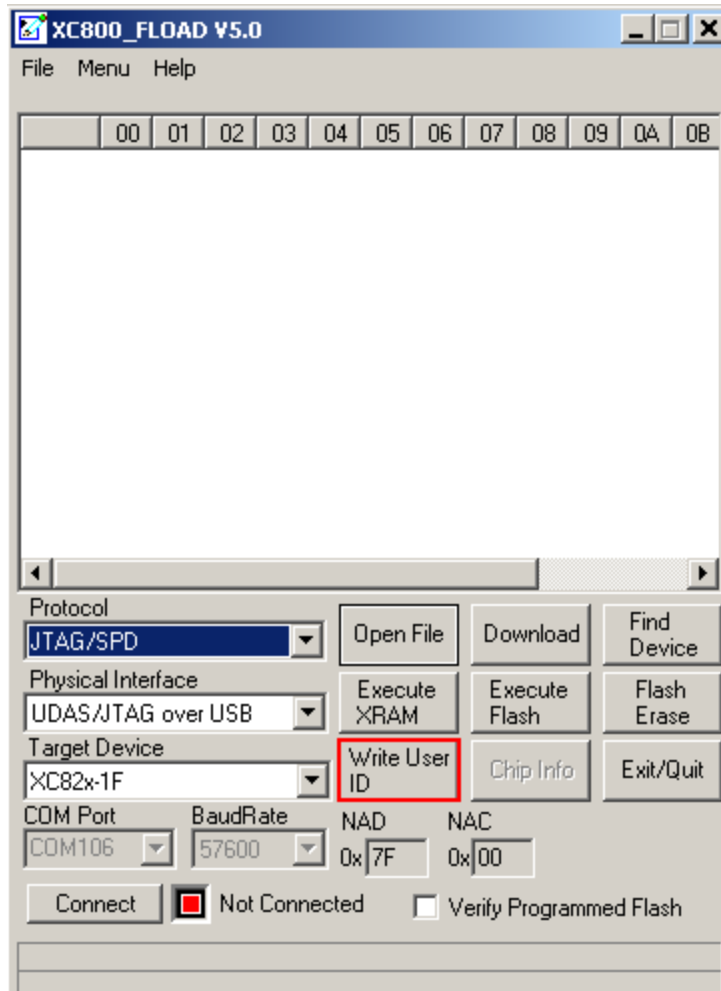 XC800_FLOAD V5.0
File Menu Help
00 01 02 03 04 05 06 07 08 09 0A 0B
Protocol
JTAG/SPD
Open File
Download
Find
Device
Physical Interface
UDAS/JTAG over USB
Execute
XRAM
Execute
Flash
Flash
Erase
Target Device
XC82x-1F
Write User
ID
Chip Info
Exit/Quit
COM Port BaudRate NAD NAC
COM106 57600 0x 7F 0x 00
Connect Not Connected Verify Programmed Flash